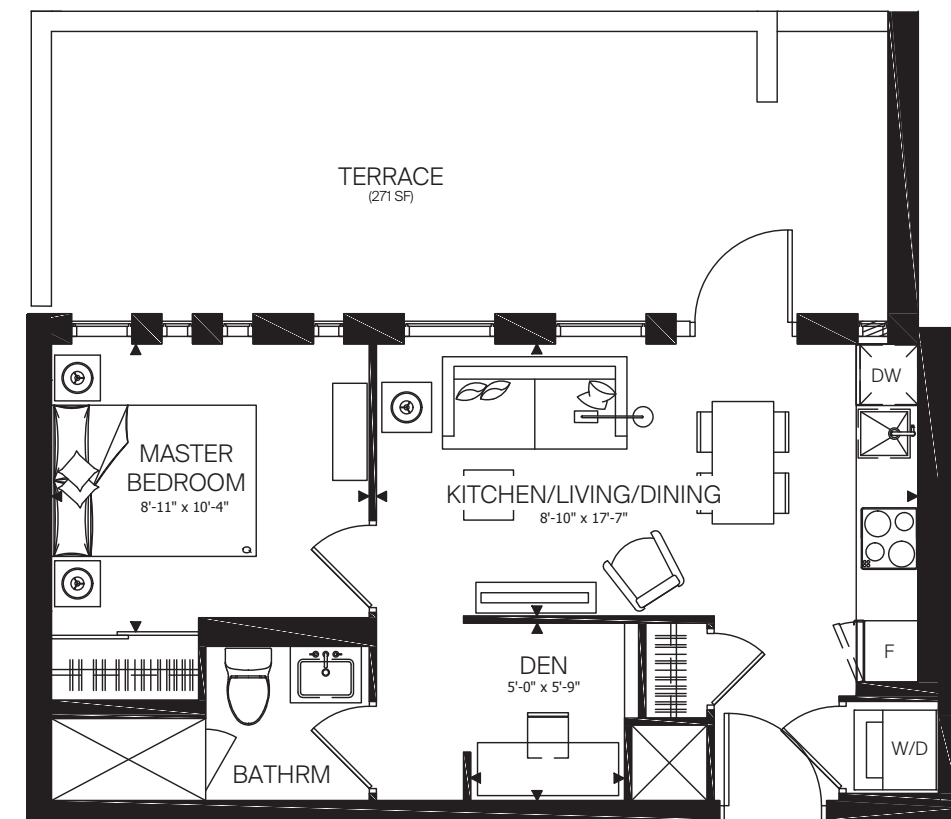 TERRACE
(271 SF)
DW
MASTER
BEDROOM
8'-11" x 10'-4"
KITCHEN/LIVING/DINING
8'-10" x 17'-7"
Q
F
DEN
5'-0" x 5'-9"
W/D
BATHRM